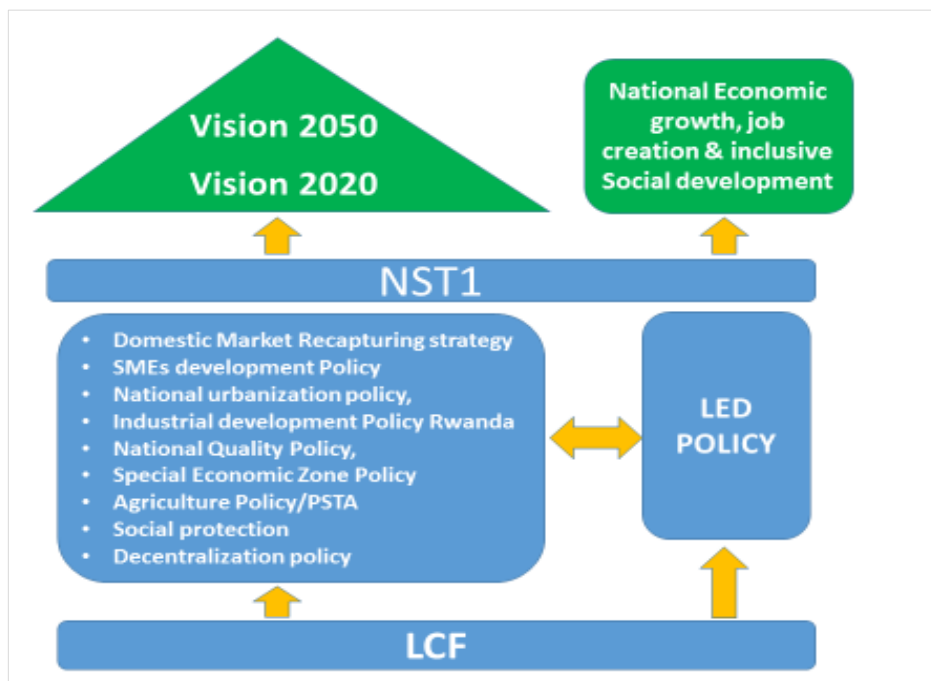 Vision 2050
Vision 2020
National Economic
growth, job
creation & inclusive
Social development
NST1
• Domestic Market Recapturing strategy
• SMEs development Policy
• National urbanization policy,
• Industrial development Policy Rwanda
• National Quality Policy,
• Special Economic Zone Policy
• Agriculture Policy/PSTA
• Social protection
• Decentralization policy
LED
POLICY
LCF